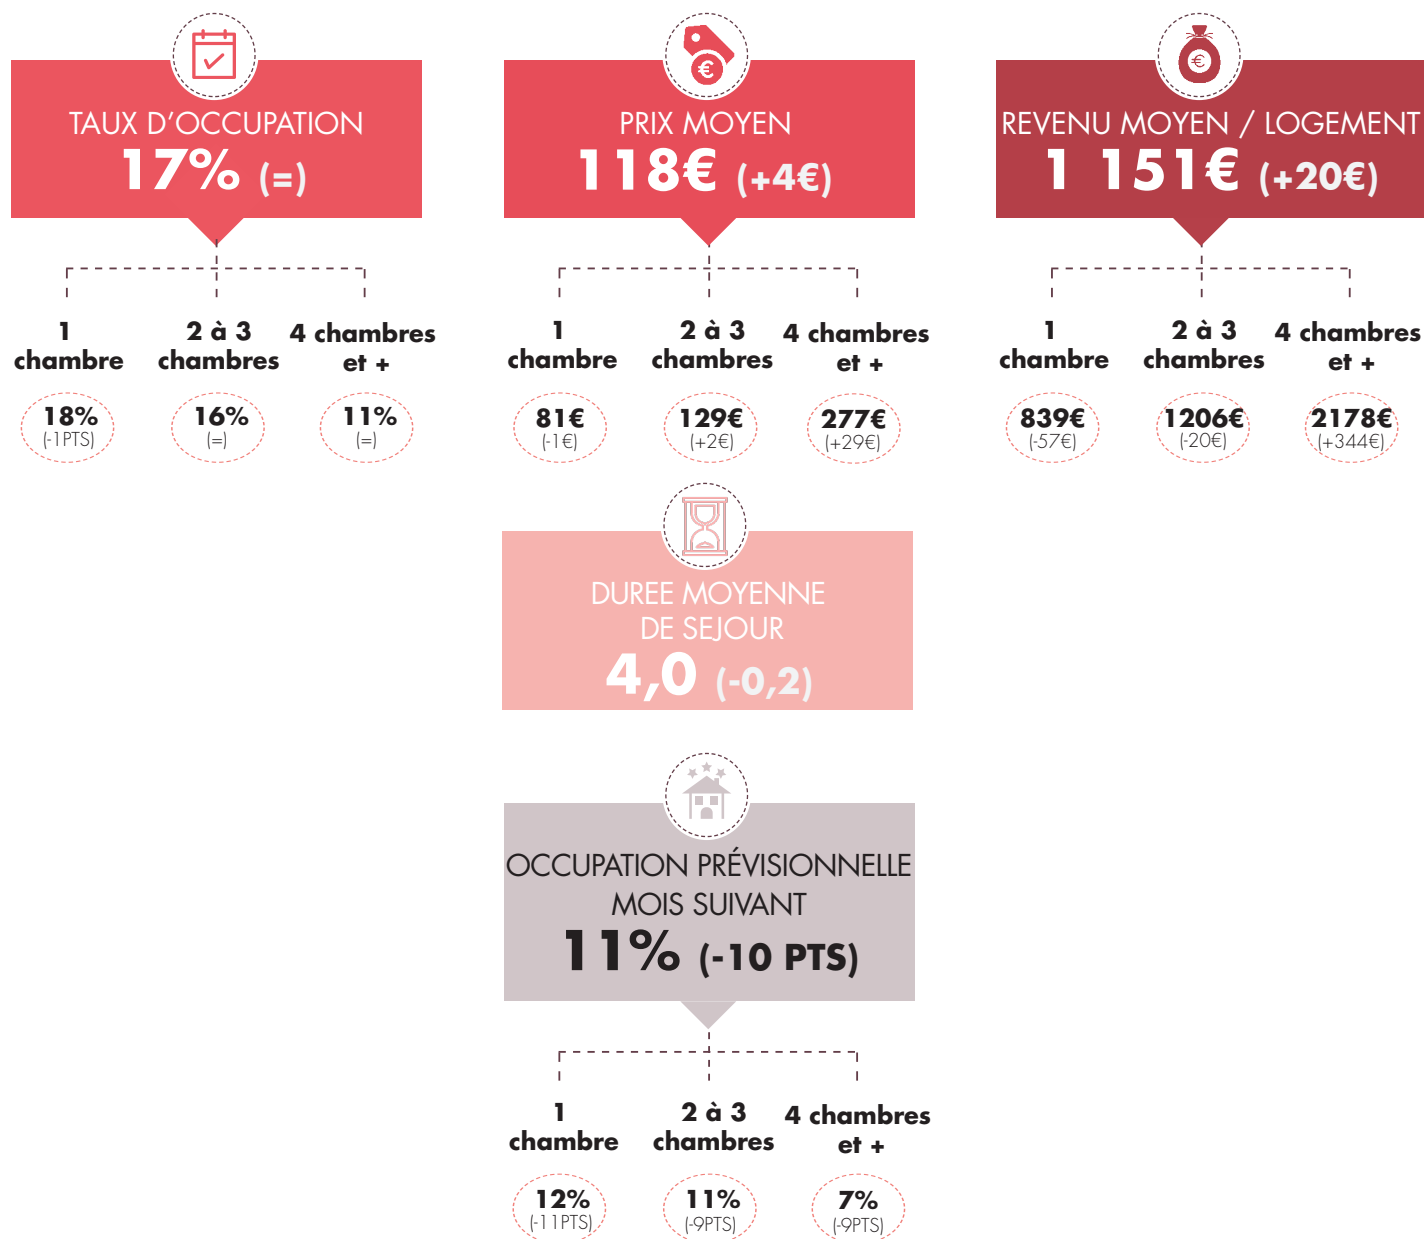 TAUX D'OCCUPATION
17% (=)
1
chambre
2 à 3
chambres
4 chambres
et +
18%
(-1PTS)
16%
(=)
11%
(=)
PRIX MOYEN
118€ (+4€)
1
chambre
2 à 3
chambres
4 chambres
et +
81€
(-1€)
129€
(+2€)
277€
(+29€)
REVENU MOYEN / LOGEMENT
1 151€ (+20€)
1
chambre
2 à 3
chambres
4 chambres
et +
839€
(-57€)
1206€
(-20€)
2178€
(+344€)
DUREE MOYENNE
DE SEJOUR
4,0 (-0,2)
OCCUPATION PRÉVISIONNELLE
MOIS SUIVANT
11% (-10 PTS)
1
chambre
2 à 3
chambres
4 chambres
et +
12%
(-11PTS)
11%
(-9PTS)
7%
(-9PTS)